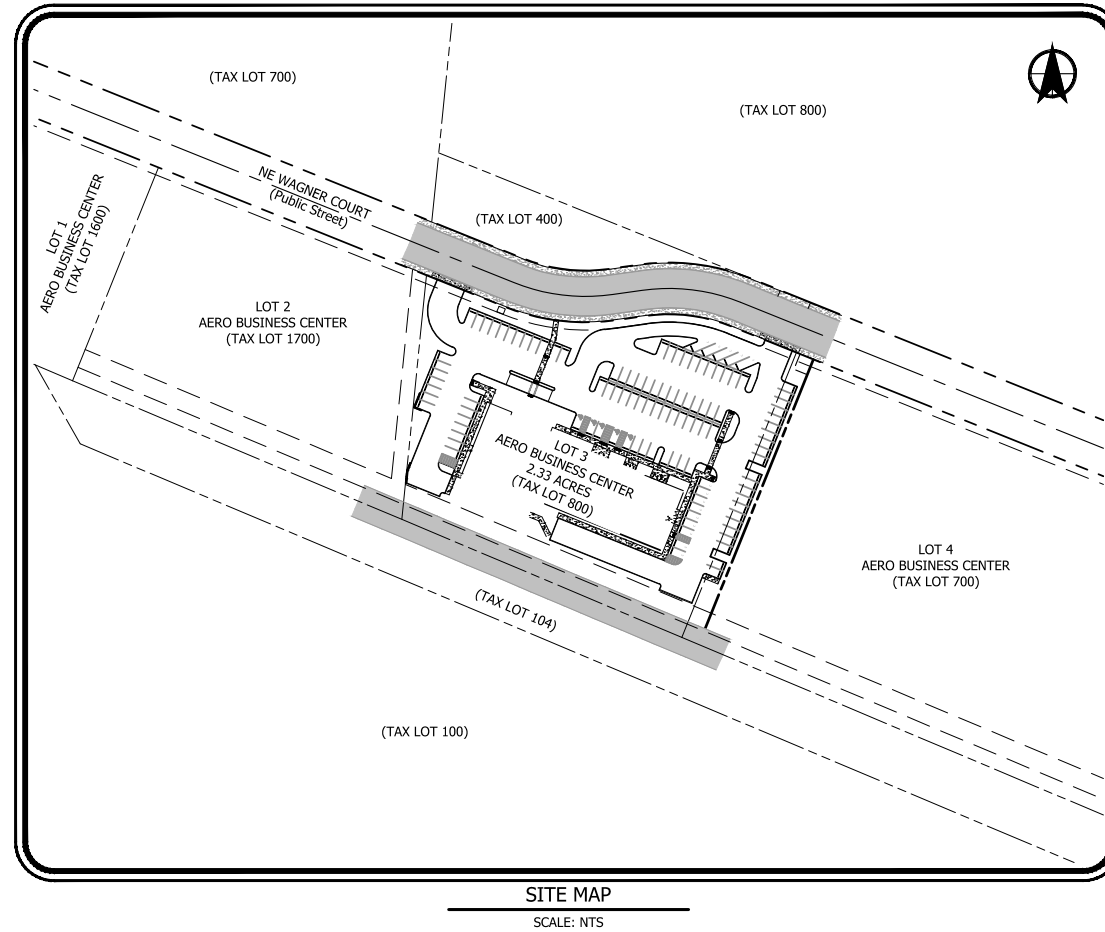 (TAX LOT 700)
(TAX LOT 800)
NE WAGNER COURT
(Public Street)
(TAX LOT 400)
LOT 1
AERO BUSINESS CENTER
(TAX LOT 1600)
LOT 2
AERO BUSINESS CENTER
(TAX LOT 1700)
LOT 3
AERO BUSINESS CENTER
2.33 ACRES
(TAX LOT 800)
LOT 4
AERO BUSINESS CENTER
(TAX LOT 700)
(TAX LOT 104)
(TAX LOT 100)
SITE MAP
SCALE: NTS